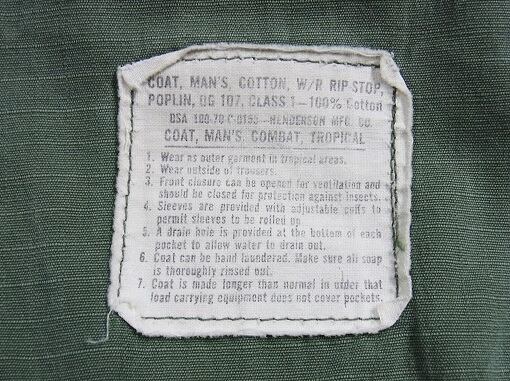 COAT, MAN'S, COTTON, W/R RIP STOP,
POPLIN, OG 107, CLASS 1-100% Cotton
DSA 100-70-C-0155-HENDERSON MFG. CO.
COAT, MAN'S, COMBAT, TROPICAL
1. Wear as outer garment in tropical areas.
2. Wear outside of trousers.
3. Front closure can be opened for ventilation and
should be closed for protection against insects.
4. Sleeves are provided with adjustable cuffs to
permit sleeves to be rolled up.
5. A drain hole is provided at the bottom of each
pocket to allow water to drain out.
6. Coat can be hand laundered. Make sure all soap
is thoroughly rinsed out.
7. Coat is made longer than normal in order that
load carrying equipment does not cover pockets.